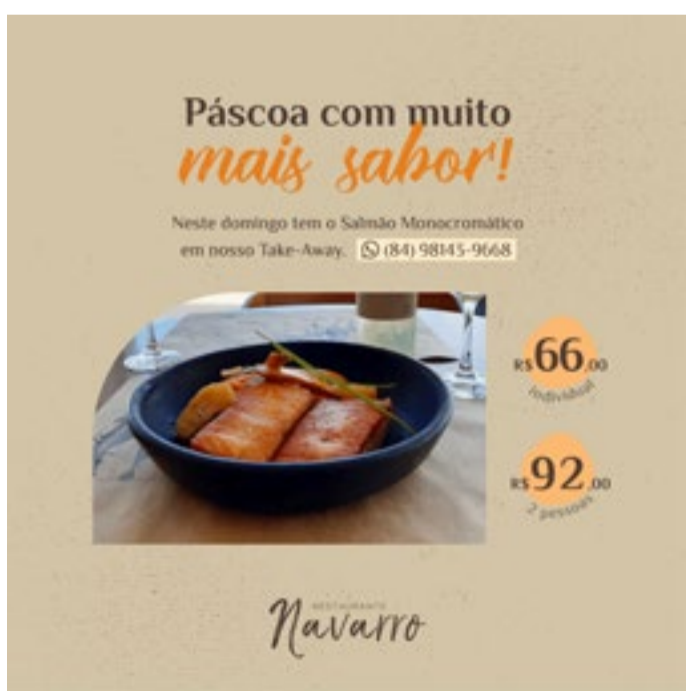 Páscoa com muito
mais sabor!
Neste domingo tem o Salmão Monocromático
em nosso Take-Away. (84) 98145-9668
R$66,00
individual
R$92,00
2 pessoas
RESTAURANTE
Navarro